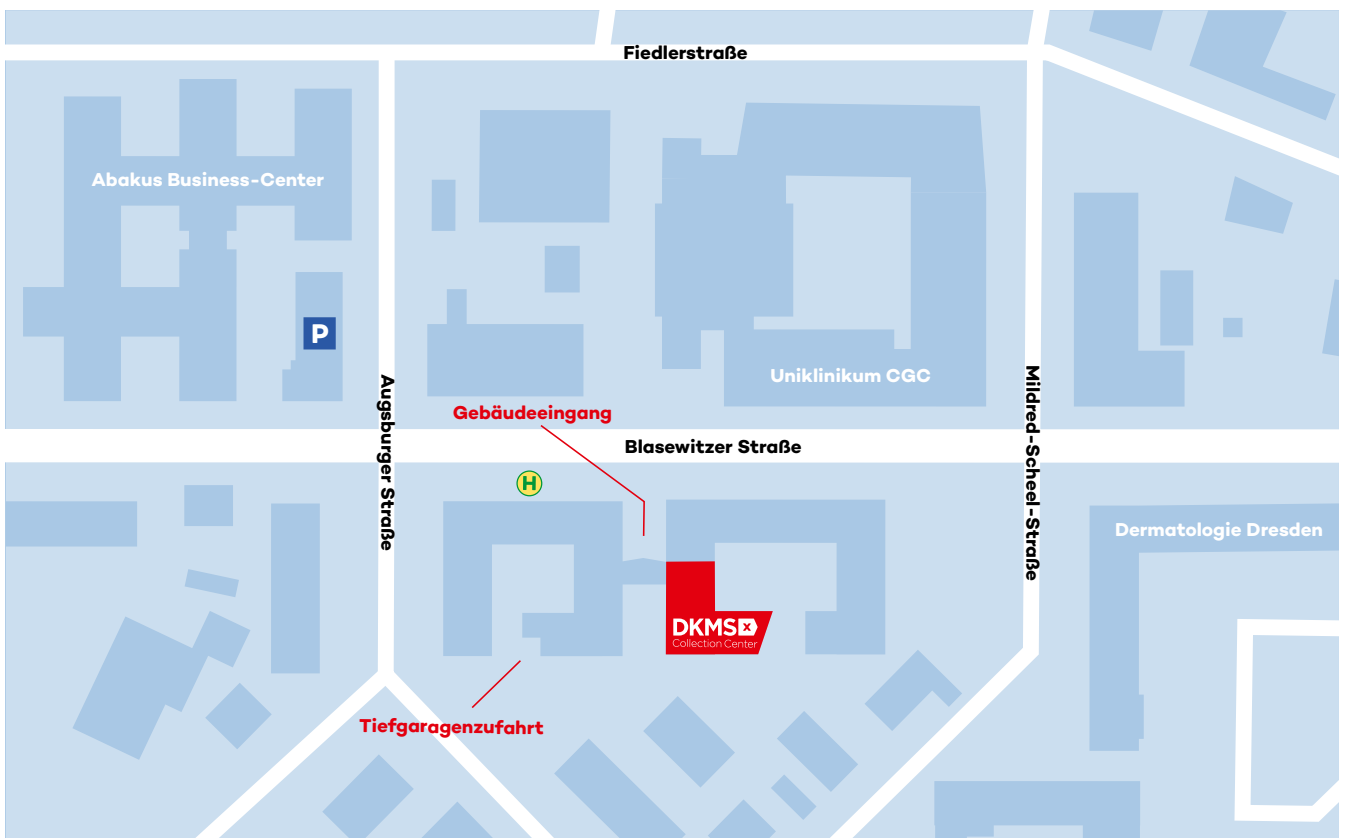 Fiedlerstraße
Abakus Business-Center
P
Uniklinikum CGC
Augsburger Straße
Mildred-Scheel-Straße
Gebäudeeingang
Blasewitzer Straße
H
Dermatologie Dresden
DKMS
Collection Center
Tiefgaragenzufahrt